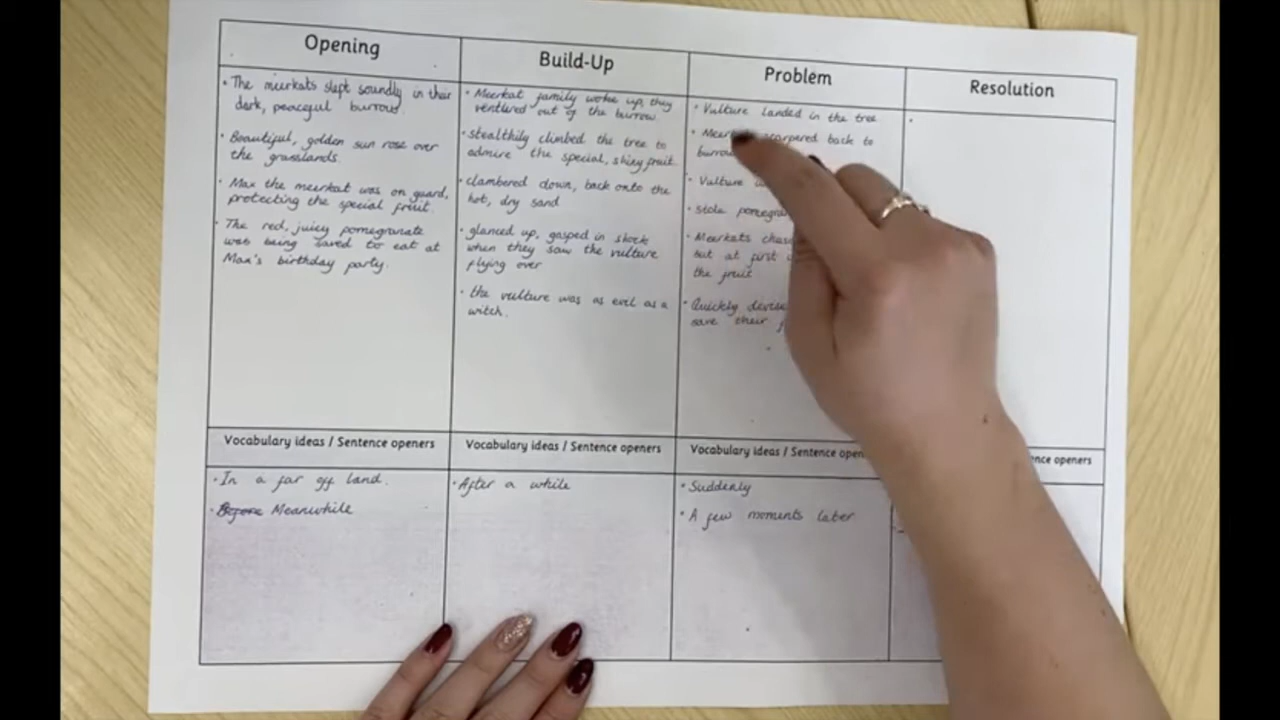 Opening
• The meerkats slept soundly in their
dark, peaceful burrow.
• Beautiful, golden sun rose over
the grasslands.
• Max the meerkat was on guard,
protecting the special fruit.
• The red, juicy pomegranate
was being saved to eat at
Max's birthday party.
Build-Up
• Meerkat family woke up, they
ventured out of the burrow.
• stealthily climbed the tree to
admire the special, shiny fruit.
• clambered down, back onto the
hot, dry sand
• glanced up, gasped in shock
when they saw the vulture
flying over
• the vulture was as evil as a
witch.
Problem
• Vulture landed in the tree
• back to
• Vulture
• stole
• Meerkats
but at first
the fruit
• Quickly
save their
Resolution
•
Vocabulary ideas / Sentence openers
• In a far off land.
• Before Meanwhile
Vocabulary ideas / Sentence openers
• After a while
Vocabulary ideas / Sentence
• Suddenly
• A few moments later
openers